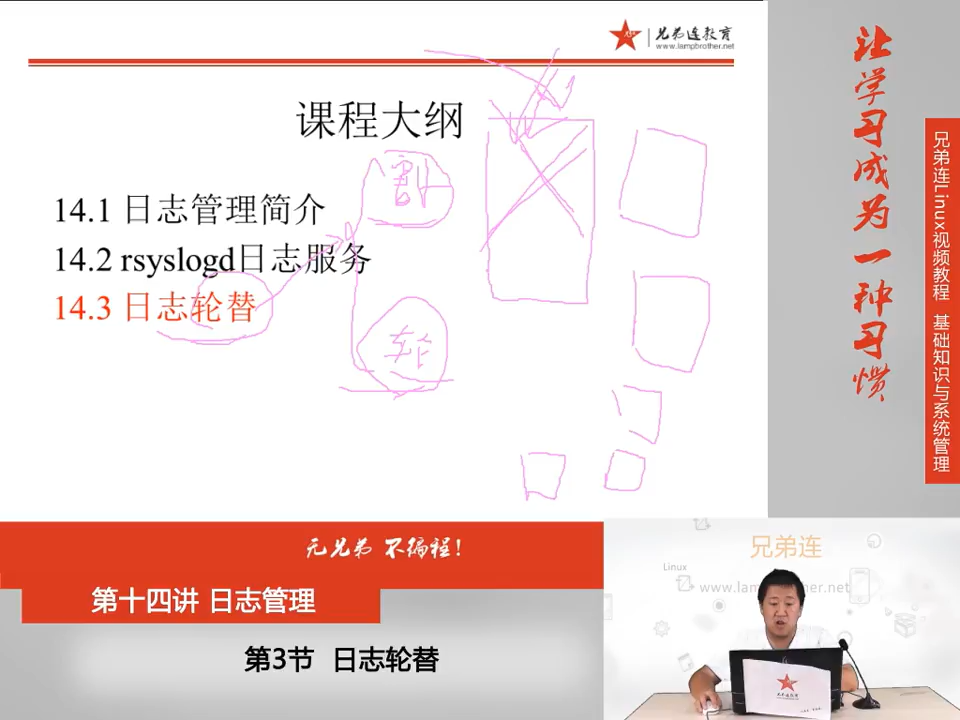 兄弟连教育
www.lampbrother.net
课程大纲
14.1 日志管理简介
14.2 rsyslogd日志服务
14.3 日志轮替
割
轮
让学习成为一种习惯
兄弟连Linux视频教程 基础知识与系统管理
无兄弟 不编程!
第十四讲 日志管理
第3节 日志轮替
兄弟连
Linux